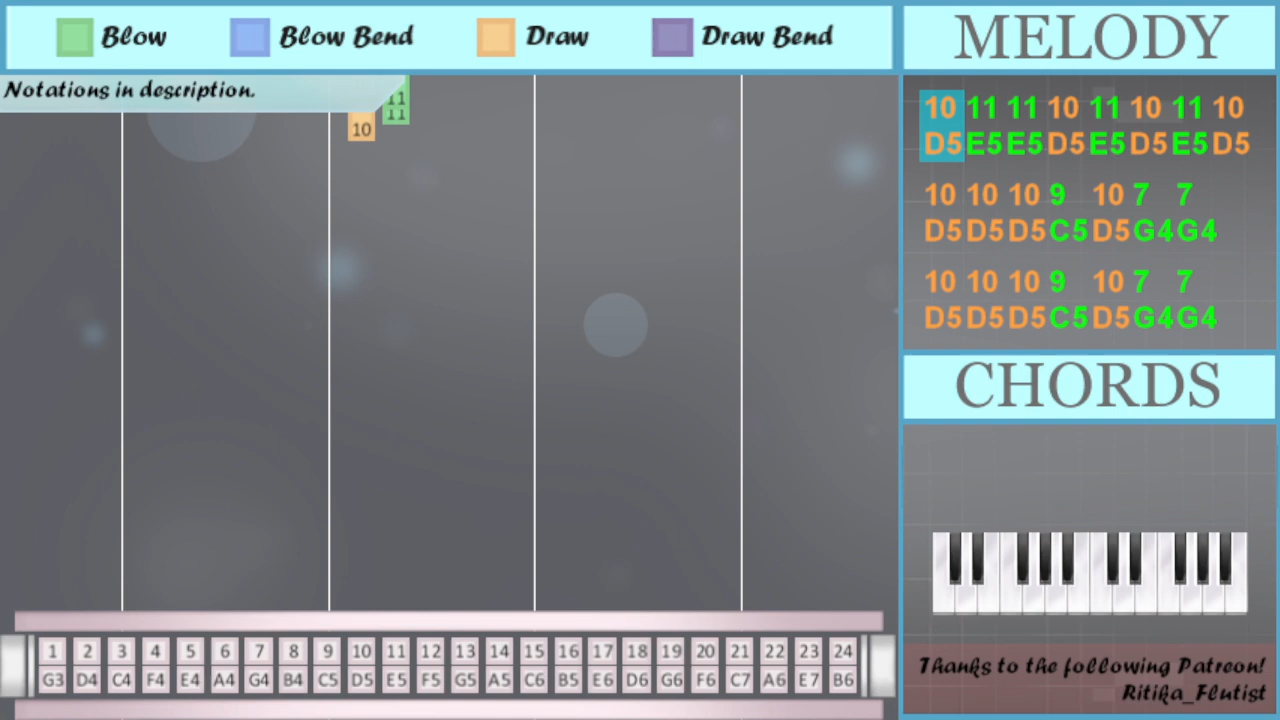 Blow Blow Bend Draw Draw Bend
Notations in description.
11
11
10
1 2 3 4 5 6 7 8 9 10 11 12 13 14 15 16 17 18 19 20 21 22 23 24
G3 D4 C4 F4 E4 A4 G4 B4 C5 D5 E5 F5 G5 A5 C6 B5 E6 D6 G6 F6 C7 A6 E7 B6
MELODY
10 11 11 10 11 10 11 10
D5 E5 E5 D5 E5 D5 E5 D5
10 10 10 9 10 7 7
D5 D5 D5 C5 D5 G4 G4
10 10 10 9 10 7 7
D5 D5 D5 C5 D5 G4 G4
CHORDS
Thanks to the following Patreon!
Ritika_Flutist